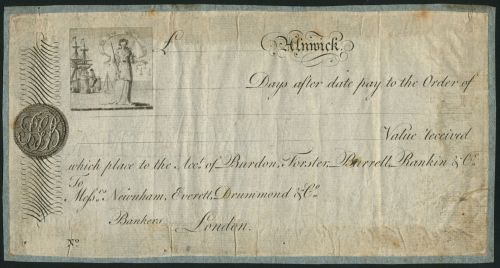 £ Alnwick.
Days after date pay to the Order of
Value received
which place to the Acct. of Bardon, Forster, Burrell, Rankin & Co.
To
Messrs. Newnham, Everett, Drummond & Co.
Bankers London.
No